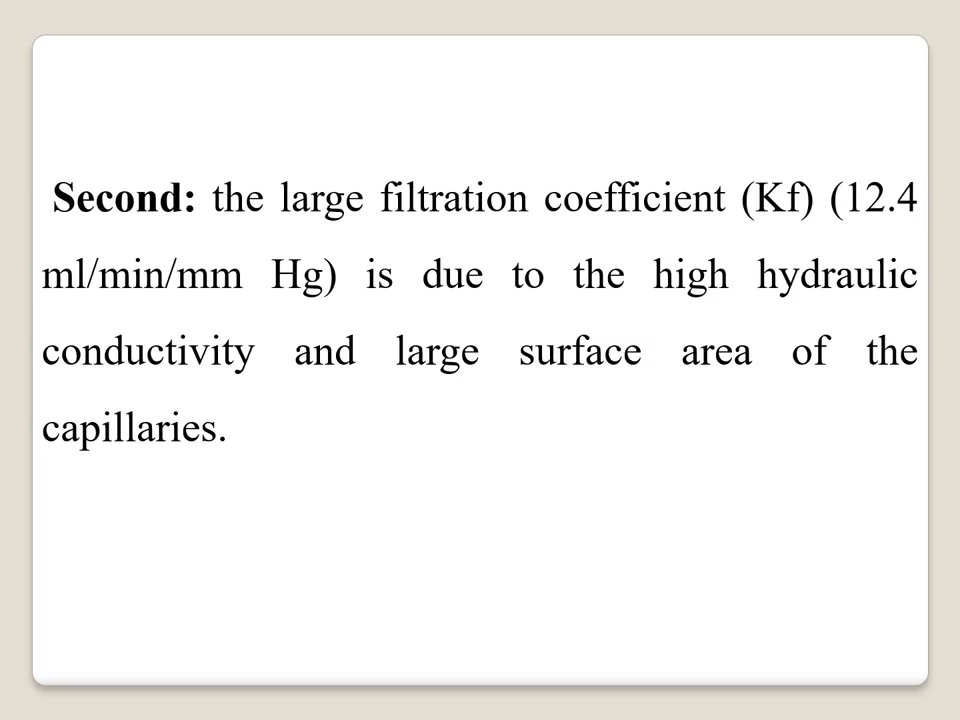 Second: the large filtration coefficient (Kf) (12.4
ml/min/mm Hg) is due to the high hydraulic
conductivity and large surface area of the
capillaries.